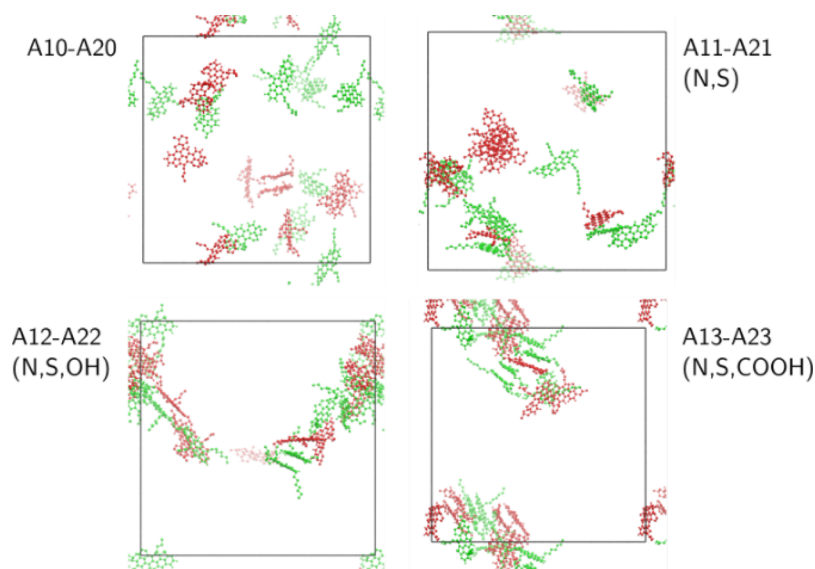 A10-A20
A11-A21
(N,S)
A12-A22
(N,S,OH)
A13-A23
(N,S,COOH)